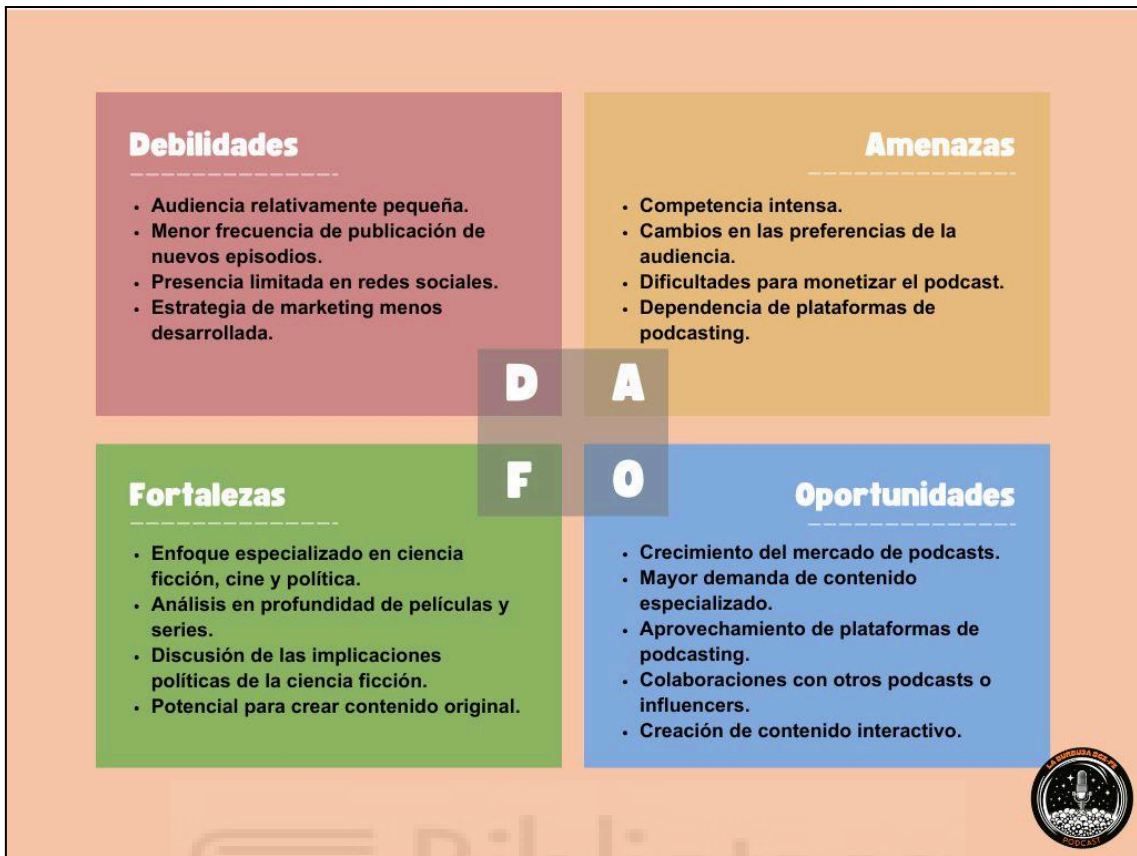 Debilidades
Audiencia relativamente pequeña.
Menor frecuencia de publicación de
nuevos episodios.
Presencia limitada en redes sociales.
Estrategia de marketing menos
desarrollada.
Amenazas
Competencia intensa.
Cambios en las preferencias de la
audiencia.
Dificultades para monetizar el podcast.
Dependencia de plataformas de
podcasting.
D A
F O
Fortalezas
Enfoque especializado en ciencia
ficción, cine y política.
Análisis en profundidad de películas y
series.
Discusión de las implicaciones
políticas de la ciencia ficción.
Potencial para crear contenido original.
Oportunidades
Crecimiento del mercado de podcasts.
Mayor demanda de contenido
especializado.
Aprovechamiento de plataformas de
podcasting.
Colaboraciones con otros podcasts o
influencers.
Creación de contenido interactivo.
LA BURBUJA SCI-FI
PODCAST